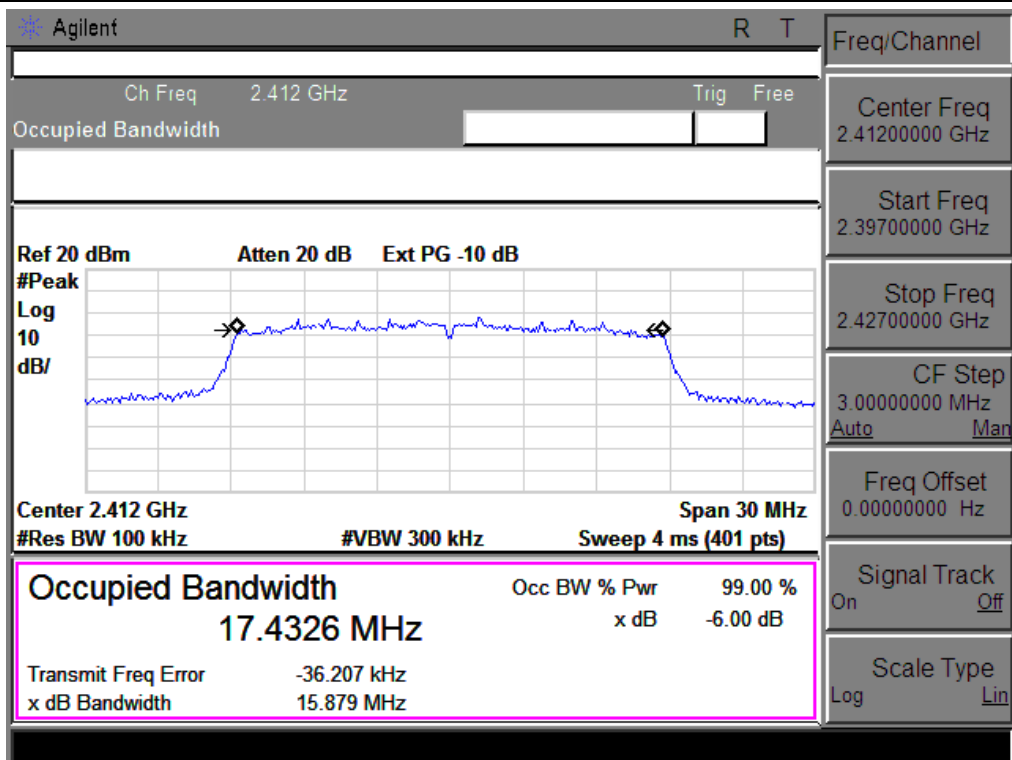 Agilent R T
Freq/Channel
Ch Freq 2.412 GHz Trig Free
Occupied Bandwidth
Center Freq
2.41200000 GHz
Start Freq
2.39700000 GHz
Stop Freq
2.42700000 GHz
CF Step
3.00000000 MHz
Auto Man
Freq Offset
0.00000000 Hz
Signal Track
On Off
Scale Type
Log Lin
Ref 20 dBm Atten 20 dB Ext PG -10 dB
#Peak
Log
10
dB/
Center 2.412 GHz Span 30 MHz
#Res BW 100 kHz #VBW 300 kHz Sweep 4 ms (401 pts)
Occupied Bandwidth Occ BW % Pwr 99.00 %
17.4326 MHz x dB -6.00 dB
Transmit Freq Error -36.207 kHz
x dB Bandwidth 15.879 MHz